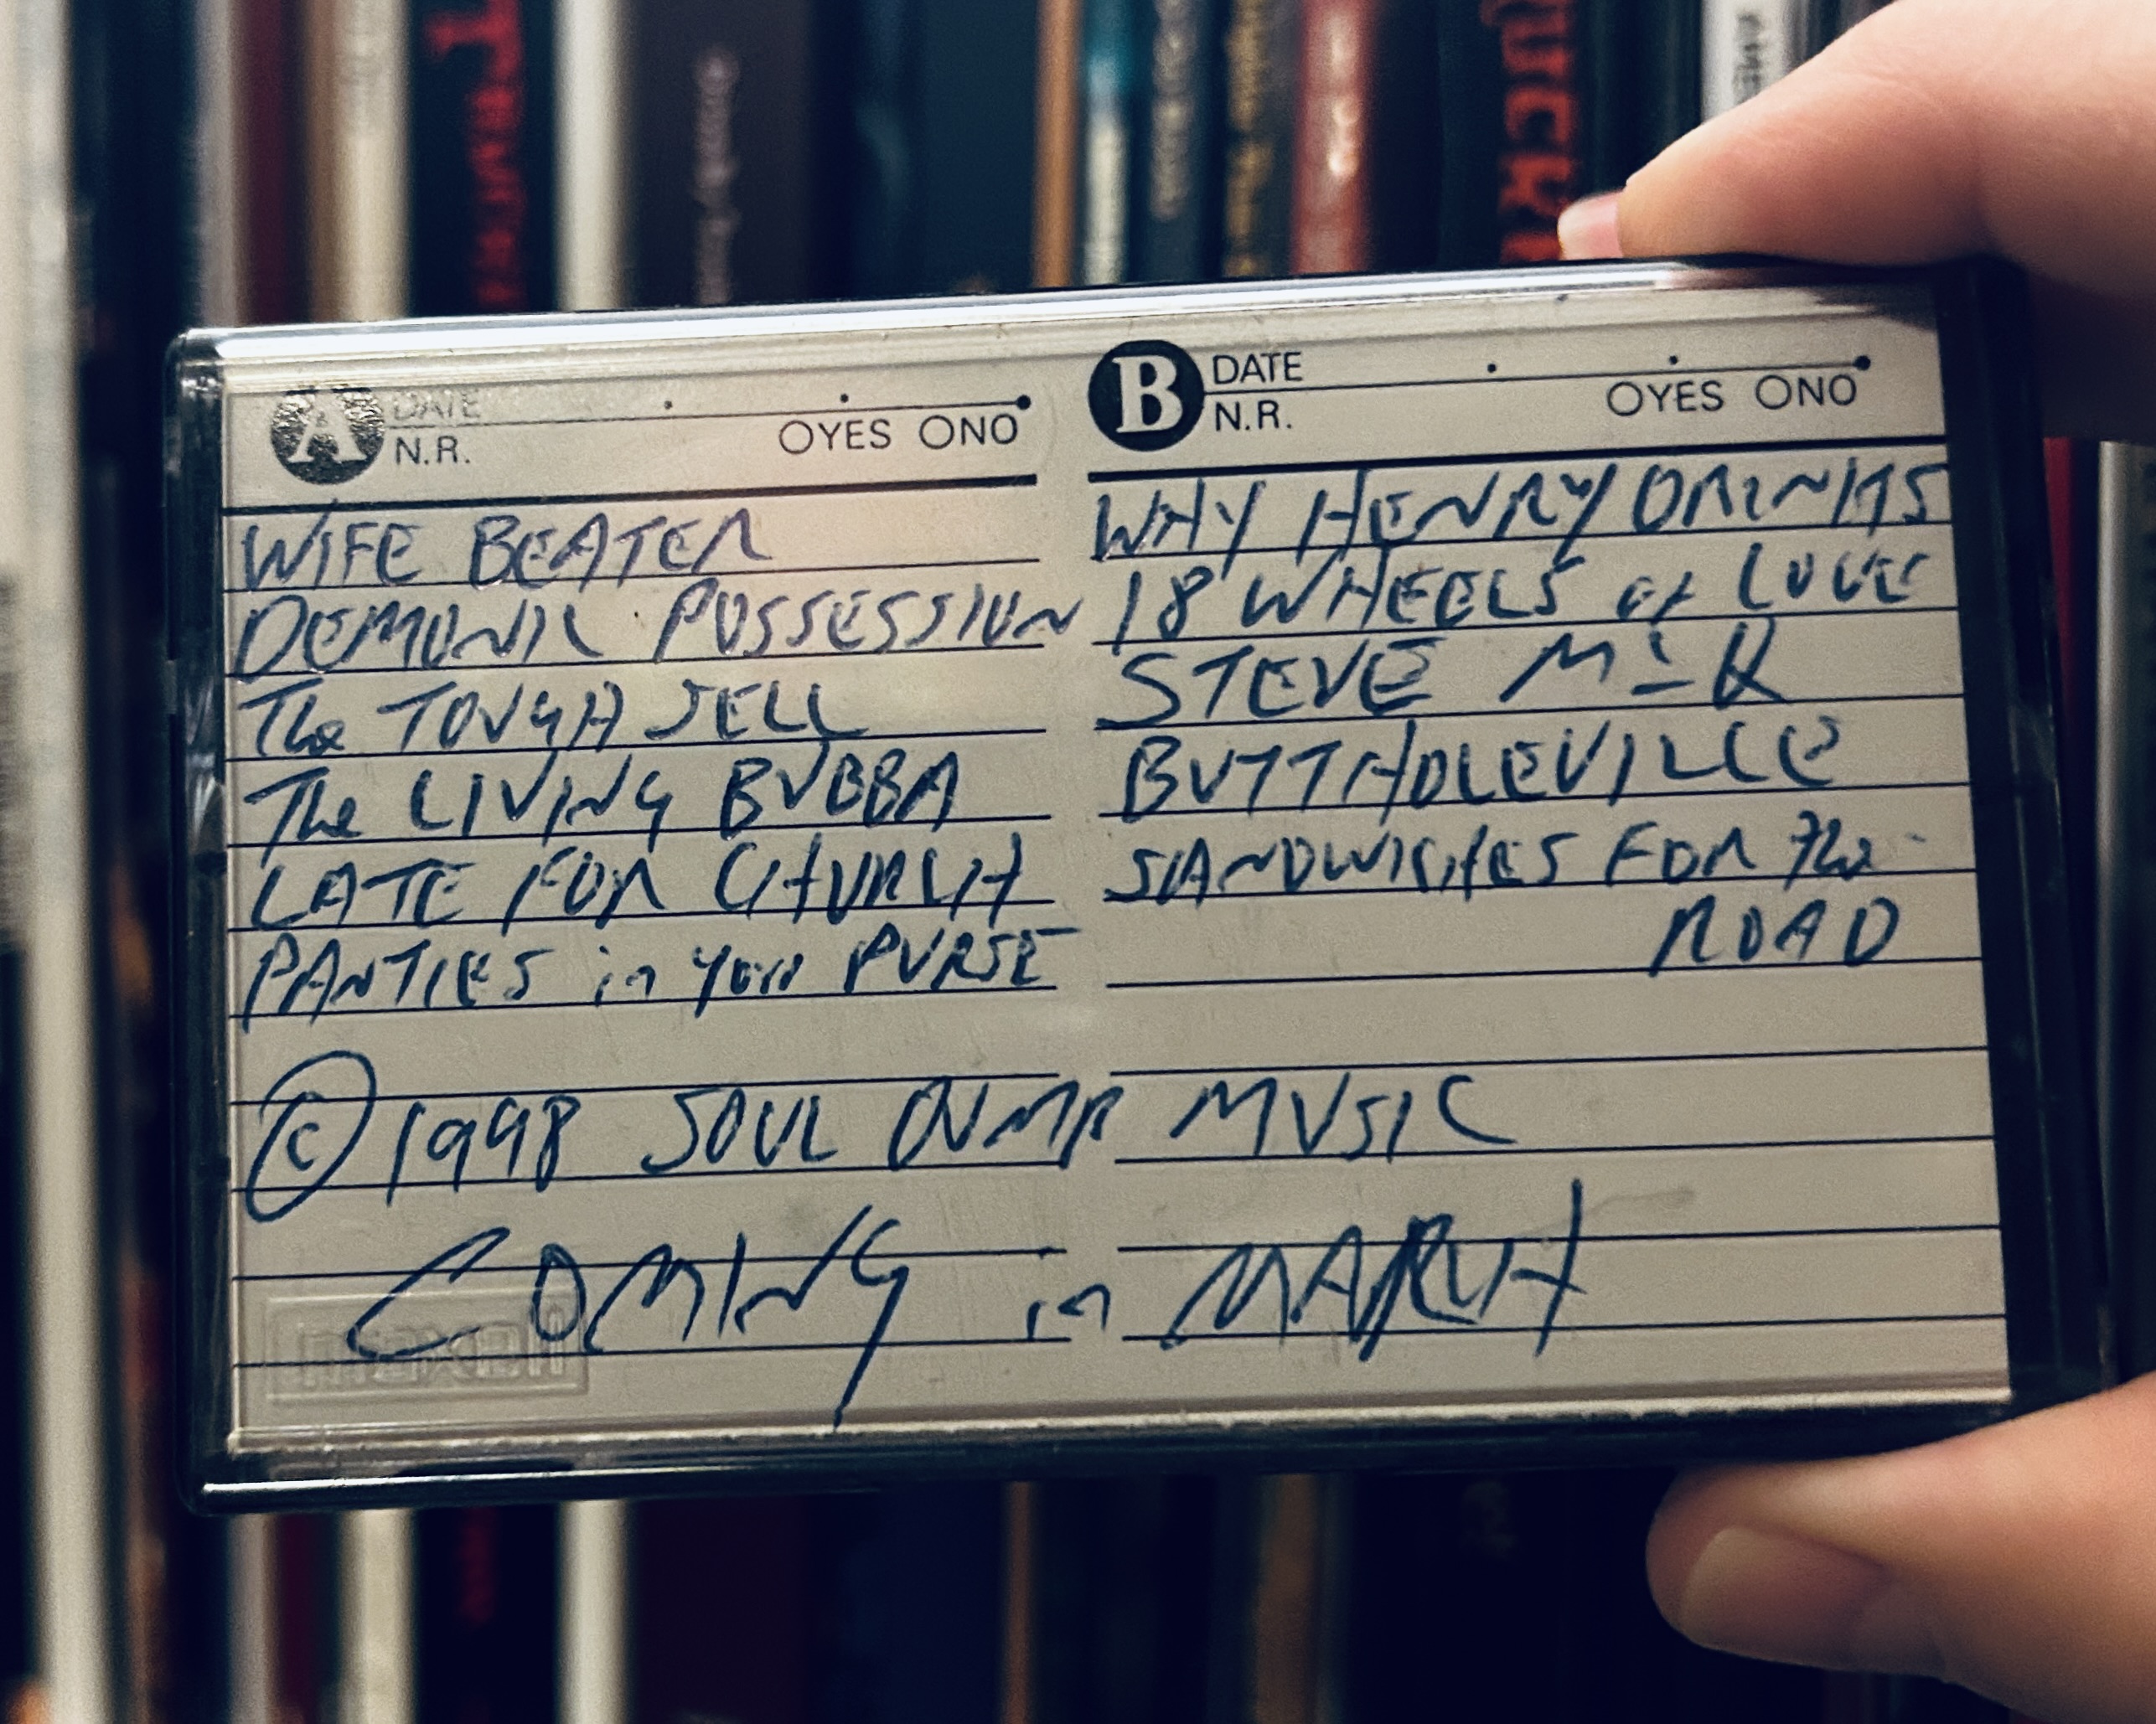 A DATE
N.R. OYES ONO
WIFE BEATER
DEMONIC POSSESSION
The TOUGH SELL
The LIVING BUBBA
LATE FOR CHURCH
PANTIES in your PURSE
B DATE
N.R. OYES ONO
WHY HENRY DRINKS
18 WHEELS of LOVE
STEVE McQ
BUTTHOLEVILLE
SANDWICHES FOR the
ROAD
© 1998 SOUL DUMP MUSIC
COMING in MARCH
maxell